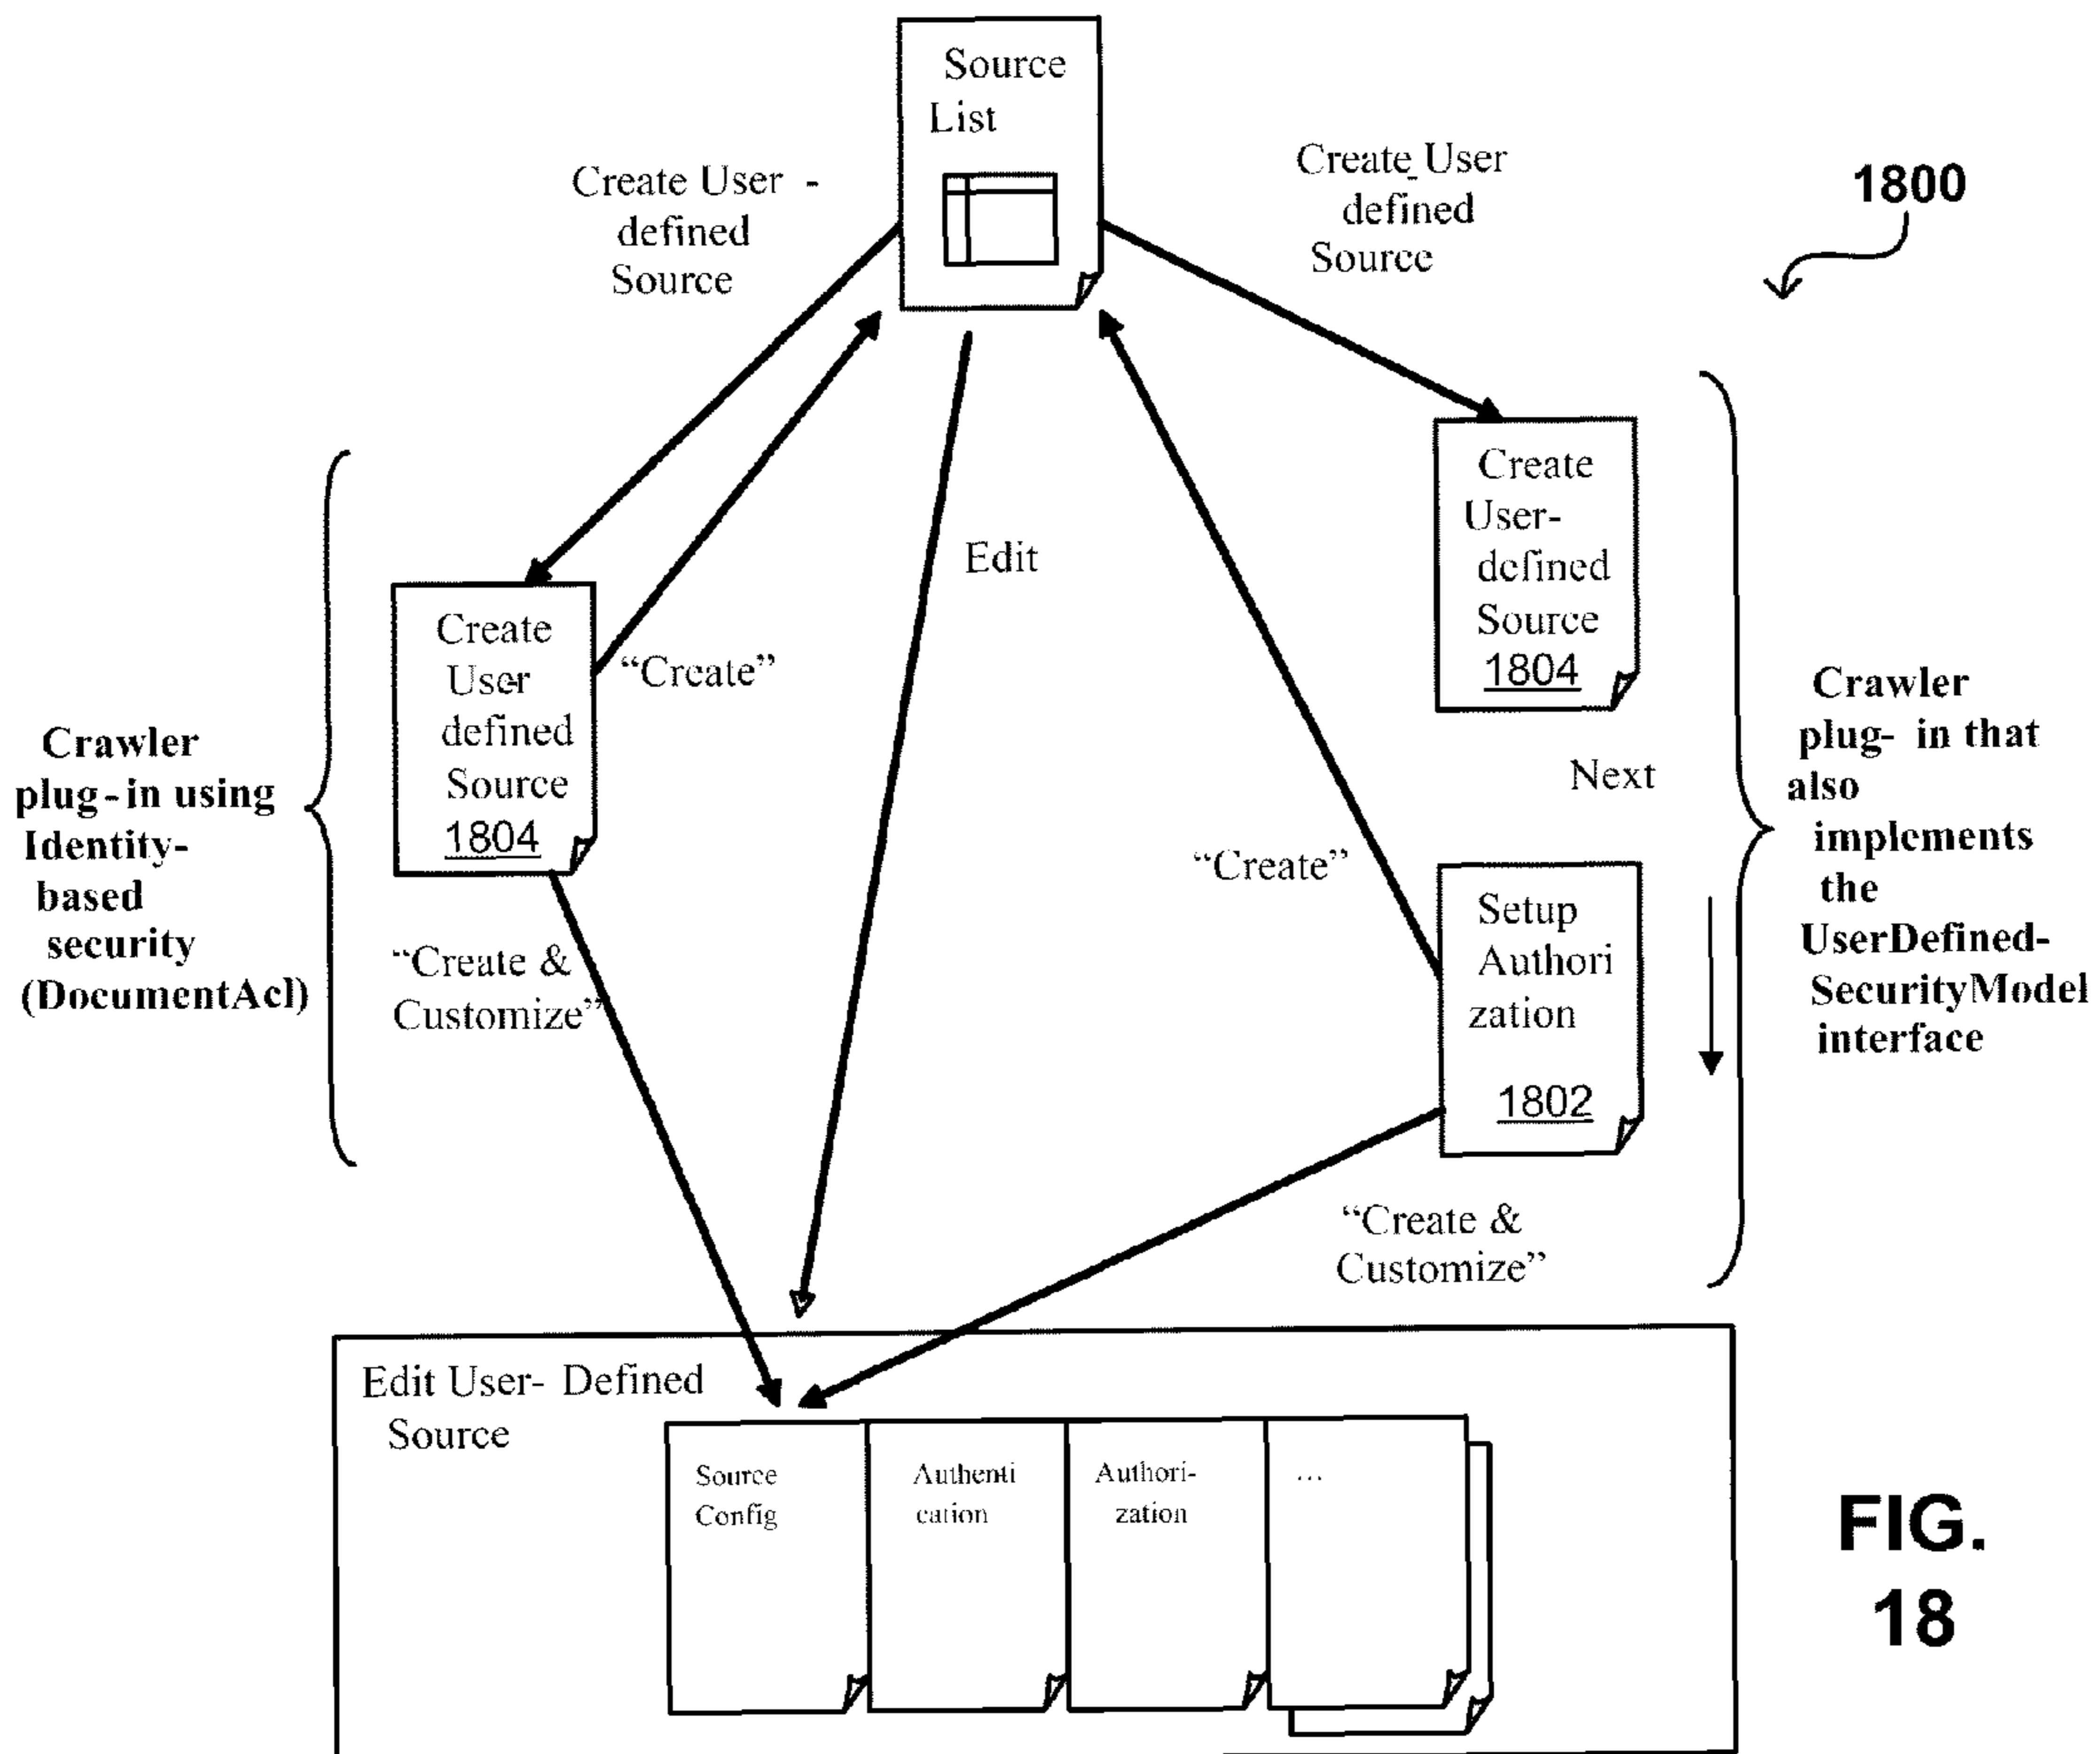 Source
List
Create User -
defined
Source
Create User
defined
Source
1800
Create
User-
defined
Source
1804
Edit
Create
User
defined
Source
1804
"Create"
Crawler
plug-in using
Identity-
based
security
(DocumentAcl)
Crawler
plug- in that
also
implements
the
UserDefined-
SecurityModel
interface
Next
"Create"
Setup
Authori
zation
1802
"Create &
Customize"
"Create &
Customize"
Edit User- Defined
Source
Source
Config
Authenti
cation
Authori-
zation
...
FIG.
18